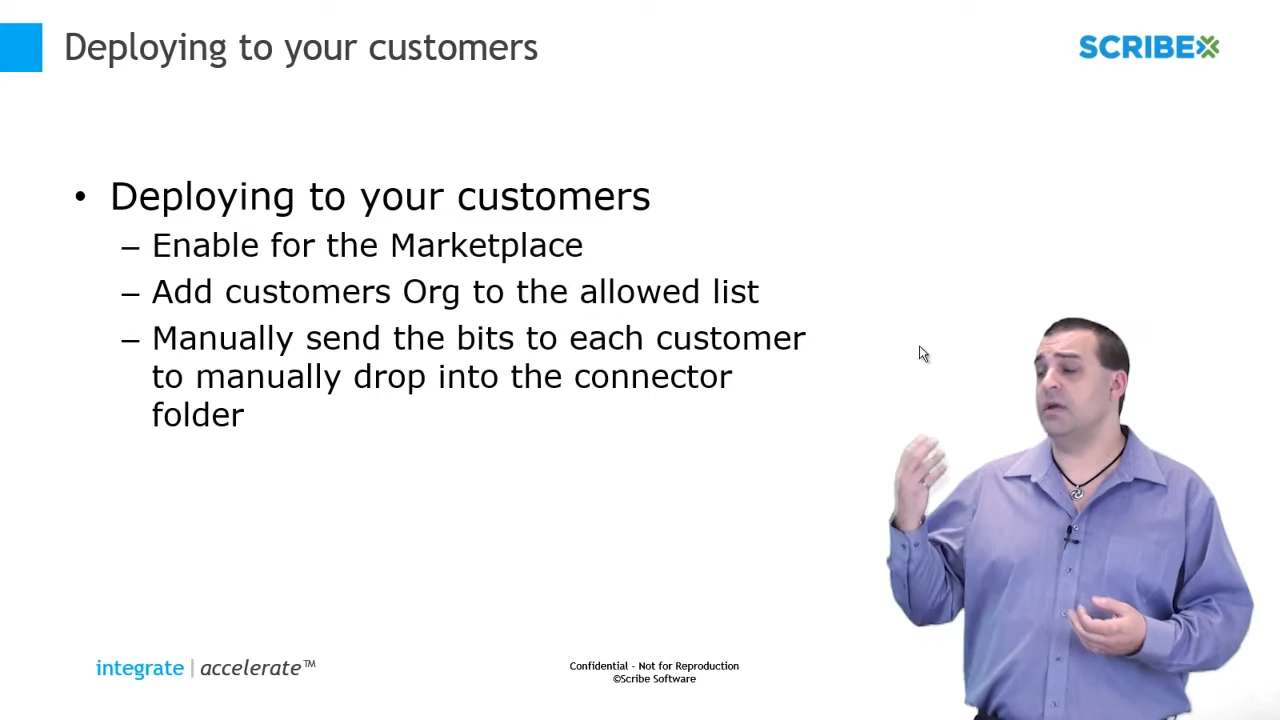 Deploying to your customers
SCRIBE
• Deploying to your customers
– Enable for the Marketplace
– Add customers Org to the allowed list
– Manually send the bits to each customer
to manually drop into the connector
folder
integrate | accelerate™
Confidential - Not for Reproduction
©Scribe Software